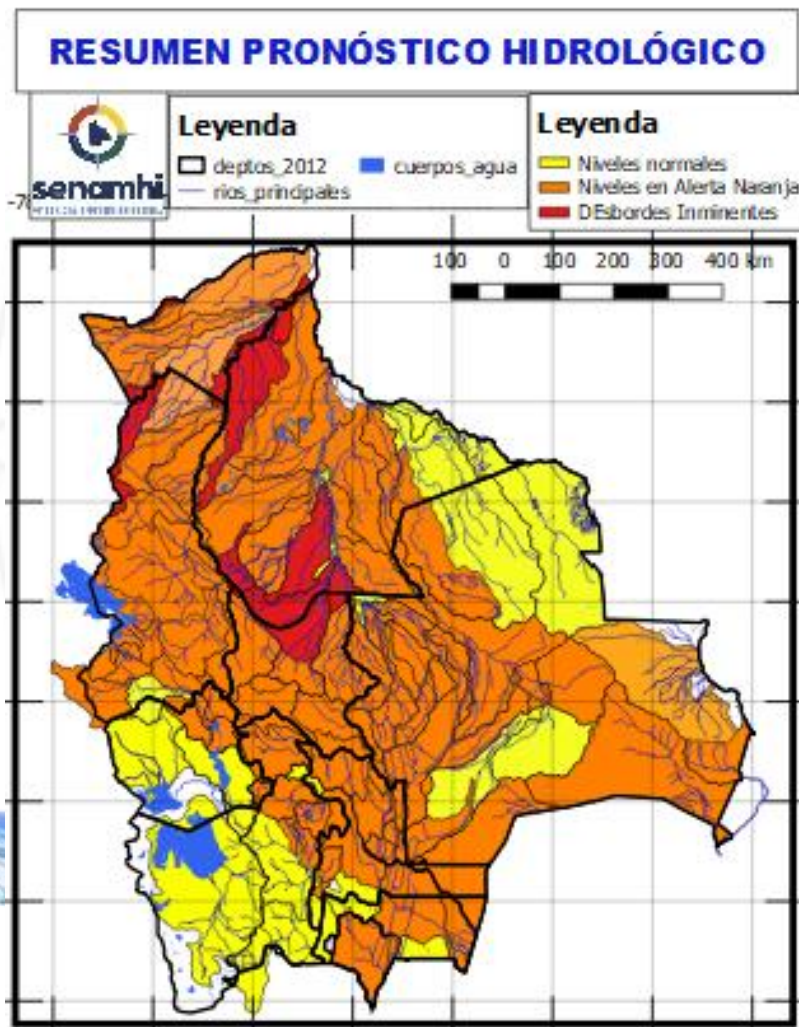 RESUMEN PRONÓSTICO HIDROLÓGICO
senamhi
Leyenda
deptos_2012
cuerpos_agua
rios_principales
Leyenda
Niveles normales
Niveles en Alerta Naranja
DEsbordes Inminentes
100 0 100 200 300 400 km